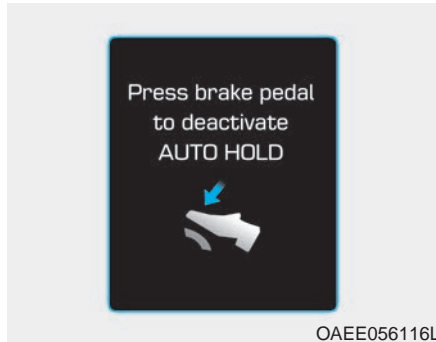 Press brake pedal
to deactivate
AUTO HOLD
OAEE056116L